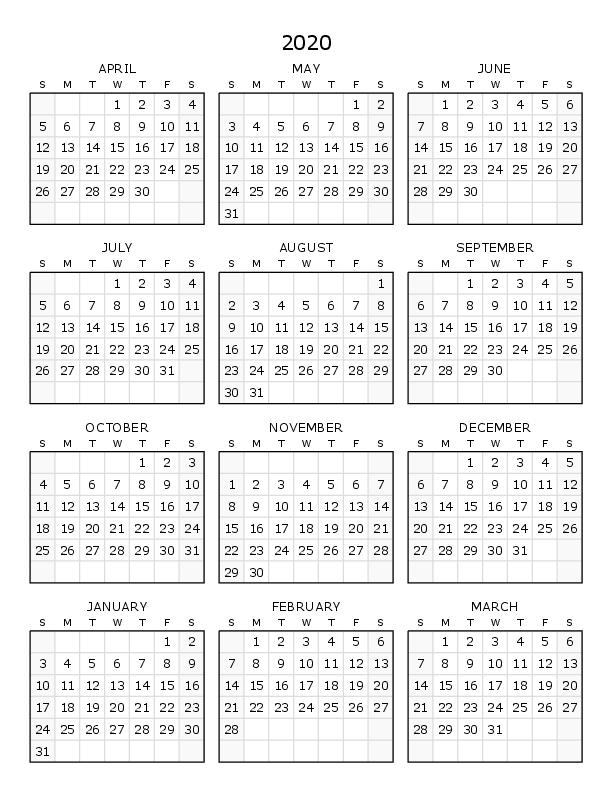 2020
APRIL MAY JUNE
S M T W T F S S M T W T F S S M T W T F S
1 2 3 4 1 2 1 2 3 4 5 6
5 6 7 8 9 10 11 3 4 5 6 7 8 9 7 8 9 10 11 12 13
12 13 14 15 16 17 18 10 11 12 13 14 15 16 14 15 16 17 18 19 20
19 20 21 22 23 24 25 17 18 19 20 21 22 23 21 22 23 24 25 26 27
26 27 28 29 30 24 25 26 27 28 29 30 28 29 30
31
JULY AUGUST SEPTEMBER
S M T W T F S S M T W T F S S M T W T F S
1 2 3 4 1 1 2 3 4 5
5 6 7 8 9 10 11 2 3 4 5 6 7 8 6 7 8 9 10 11 12
12 13 14 15 16 17 18 9 10 11 12 13 14 15 13 14 15 16 17 18 19
19 20 21 22 23 24 25 16 17 18 19 20 21 22 20 21 22 23 24 25 26
26 27 28 29 30 31 23 24 25 26 27 28 29 27 28 29 30
30 31
OCTOBER NOVEMBER DECEMBER
S M T W T F S S M T W T F S S M T W T F S
1 2 3 1 2 3 4 5
4 5 6 7 8 9 10 1 2 3 4 5 6 7 6 7 8 9 10 11 12
11 12 13 14 15 16 17 8 9 10 11 12 13 14 13 14 15 16 17 18 19
18 19 20 21 22 23 24 15 16 17 18 19 20 21 20 21 22 23 24 25 26
25 26 27 28 29 30 31 22 23 24 25 26 27 28 27 28 29 30 31
29 30
JANUARY FEBRUARY MARCH
S M T W T F S S M T W T F S S M T W T F S
1 2 1 2 3 4 5 6 1 2 3 4 5 6
3 4 5 6 7 8 9 7 8 9 10 11 12 13 7 8 9 10 11 12 13
10 11 12 13 14 15 16 14 15 16 17 18 19 20 14 15 16 17 18 19 20
17 18 19 20 21 22 23 21 22 23 24 25 26 27 21 22 23 24 25 26 27
24 25 26 27 28 29 30 28 28 29 30 31
31